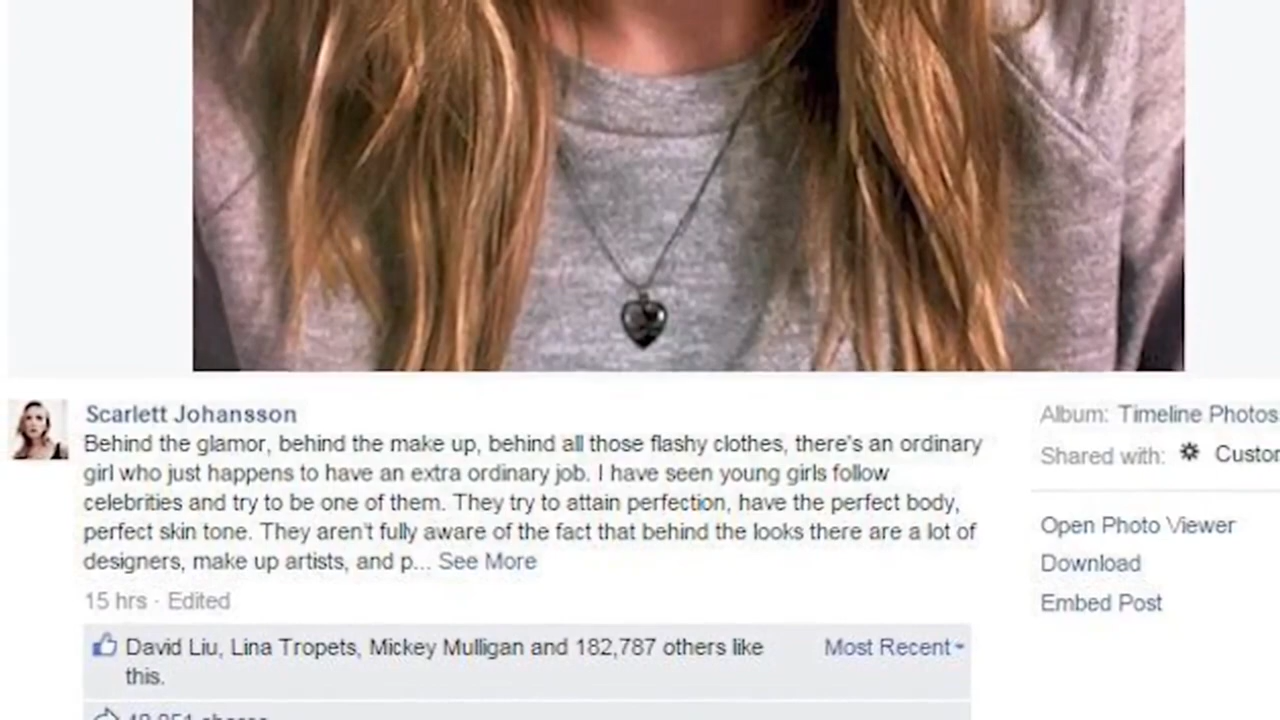 Scarlett Johansson
Behind the glamor, behind the make up, behind all those flashy clothes, there's an ordinary
girl who just happens to have an extra ordinary job. I have seen young girls follow
celebrities and try to be one of them. They try to attain perfection, have the perfect body,
perfect skin tone. They aren't fully aware of the fact that behind the looks there are a lot of
designers, make up artists, and p... See More
15 hrs · Edited
David Liu, Lina Tropets, Mickey Mulligan and 182,787 others like
this.
Most Recent
shares
Album: Timeline Photos
Shared with:
Open Photo Viewer
Download
Embed Post